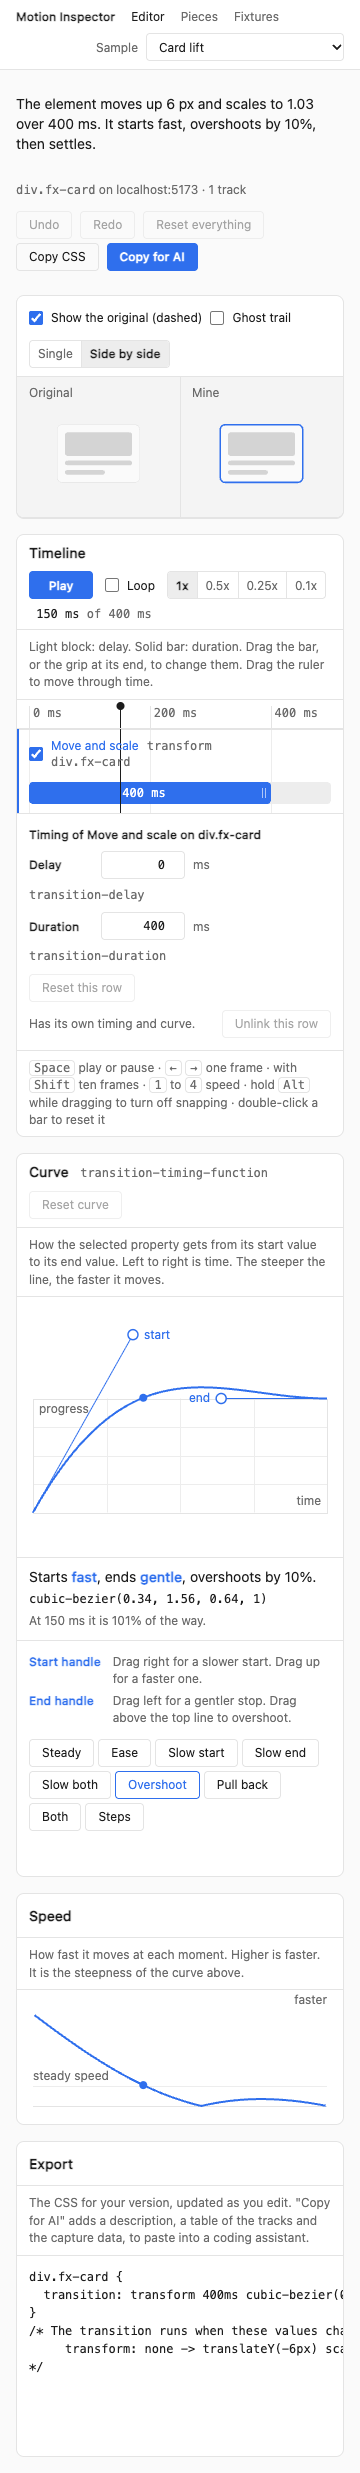 Motion Inspector Editor Pieces Fixtures
Sample Card lift
The element moves up 6 px and scales to 1.03
over 400 ms. It starts fast, overshoots by 10%,
then settles.
div.fx-card on localhost:5173 · 1 track
Undo Redo Reset everything
Copy CSS Copy for AI
Show the original (dashed) Ghost trail
Single Side by side
Original Mine
Timeline
Play Loop 1x 0.5x 0.25x 0.1x
150 ms of 400 ms
Light block: delay. Solid bar: duration. Drag the bar,
or the grip at its end, to change them. Drag the ruler
to move through time.
0 ms 200 ms 400 ms
Move and scale transform
div.fx-card
400 ms
Timing of Move and scale on div.fx-card
Delay 0 ms
transition-delay
Duration 400 ms
transition-duration
Reset this row
Has its own timing and curve. Unlink this row
Space play or pause · ← → one frame · with
Shift ten frames · 1 to 4 speed · hold Alt
while dragging to turn off snapping · double-click a
bar to reset it
Curve transition-timing-function
Reset curve
How the selected property gets from its start value
to its end value. Left to right is time. The steeper the
line, the faster it moves.
start
end
progress
time
Starts fast, ends gentle, overshoots by 10%.
cubic-bezier(0.34, 1.56, 0.64, 1)
At 150 ms it is 101% of the way.
Start handle Drag right for a slower start. Drag up
for a faster one.
End handle Drag left for a gentler stop. Drag
above the top line to overshoot.
Steady Ease Slow start Slow end
Slow both Overshoot Pull back
Both Steps
Speed
How fast it moves at each moment. Higher is faster.
It is the steepness of the curve above.
faster
steady speed
Export
The CSS for your version, updated as you edit. "Copy
for AI" adds a description, a table of the tracks and
the capture data, to paste into a coding assistant.
div.fx-card {
transition: transform 400ms cubic-bezier(
}
/* The transition runs when these values
transform: none -> translateY(-6px)
*/